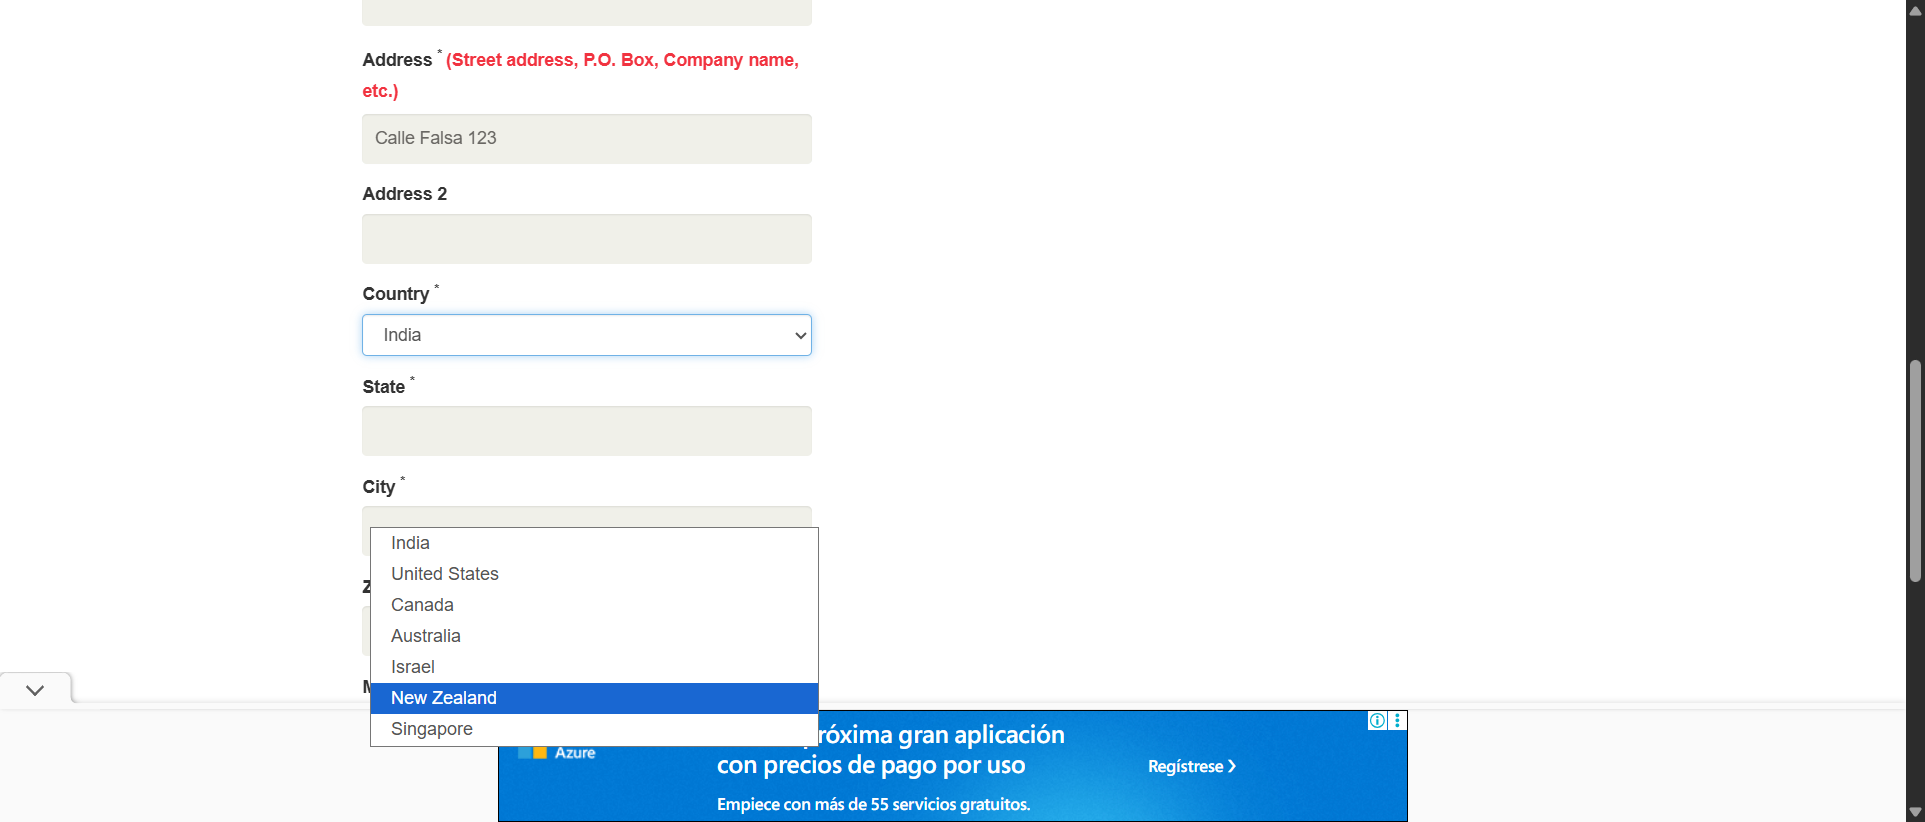 Address * (Street address, P.O. Box, Company name,
etc.)
Calle Falsa 123
Address 2
Country *
India
State *
City *
India
United States
Canada
Australia
Israel
New Zealand
Singapore
róxima gran aplicación
con precios de pago por uso
Azure
Regístrese
Empiece con más de 55 servicios gratuitos.